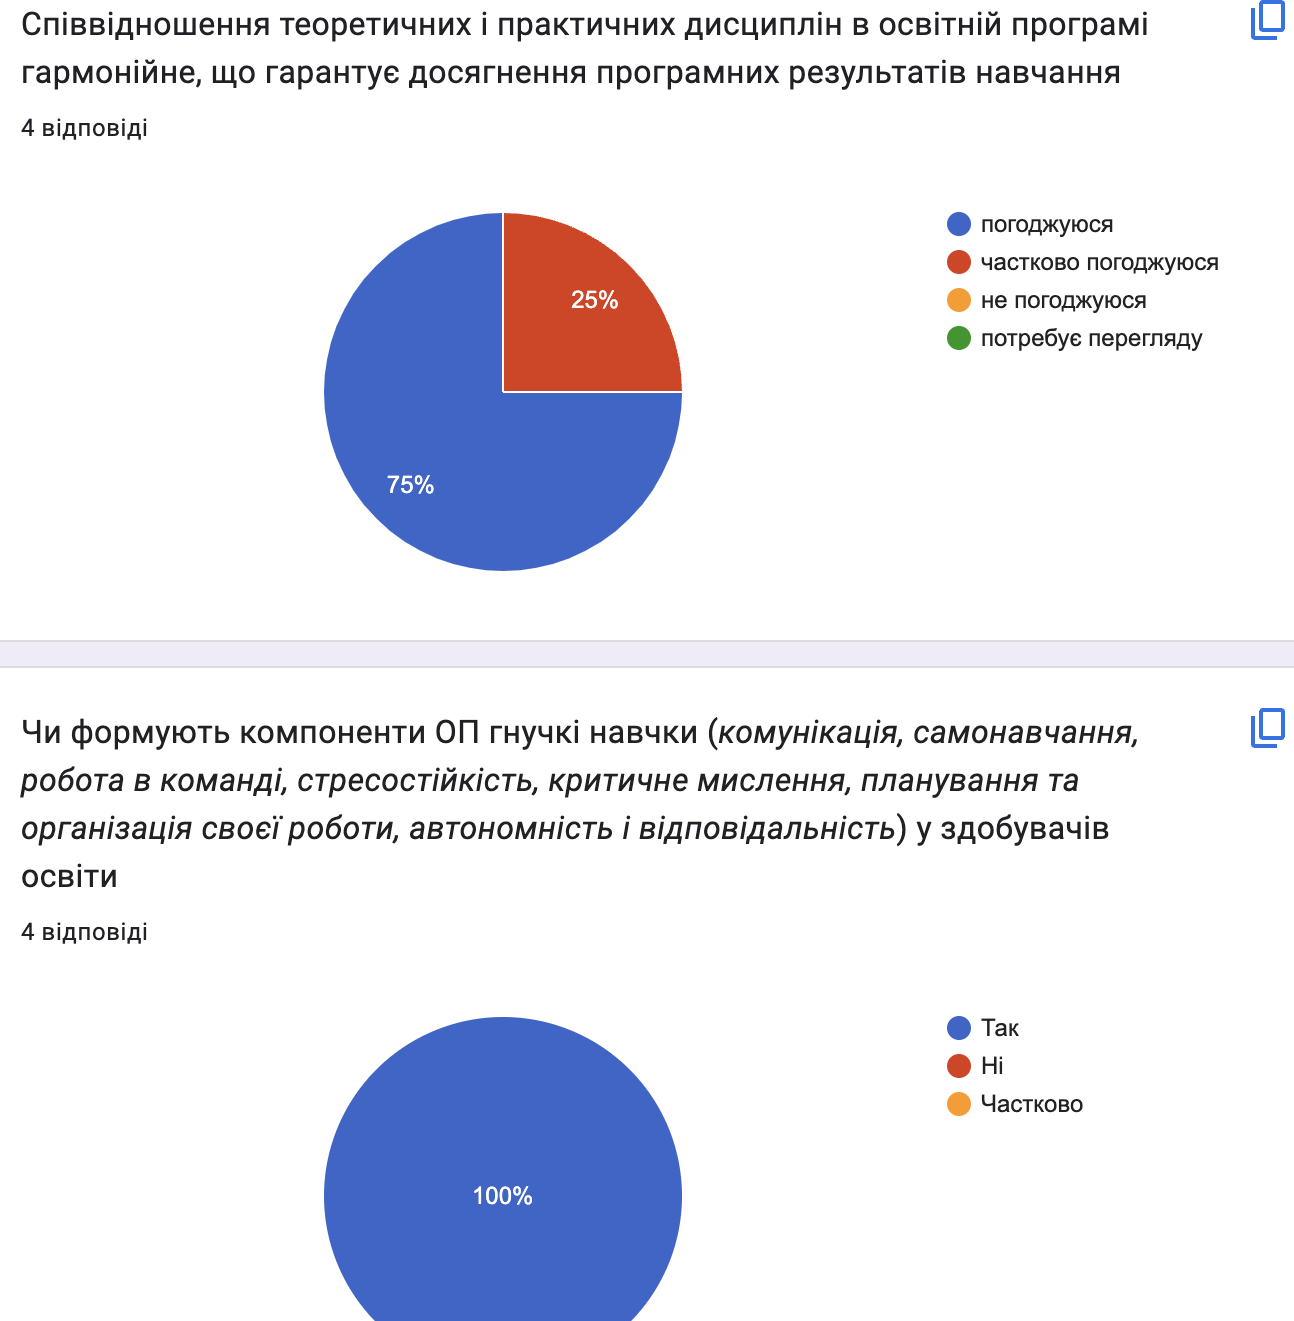 Співвідношення теоретичних і практичних дисциплін в освітній програмі
гармонійне, що гарантує досягнення програмних результатів навчання
4 відповіді
погоджуюся
частково погоджуюся
не погоджуюся
потребує перегляду
25%
75%
Чи формують компоненти ОП гнучкі навчки (комунікація, самонавчання,
робота в команді, стресостійкість, критичне мислення, планування та
організація своєї роботи, автономність і відповідальність) у здобувачів
освіти
4 відповіді
Так
Ні
Частково
100%